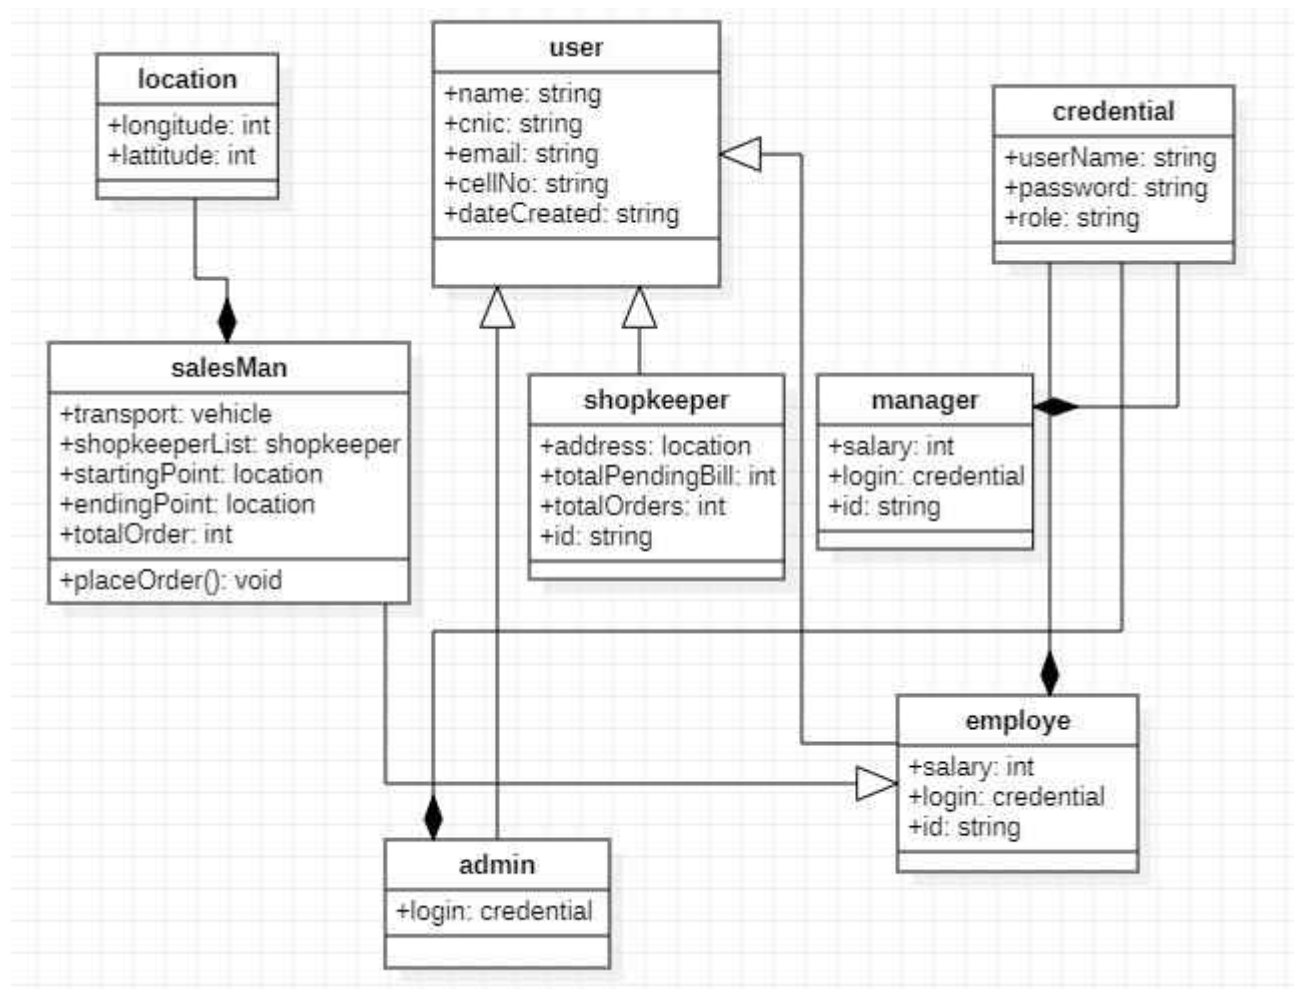 location
+longitude: int
+lattitude: int
user
+name: string
+cnic: string
+email: string
+cellNo: string
+dateCreated: string
credential
+userName: string
+password: string
+role: string
salesMan
+transport: vehicle
+shopkeeperList: shopkeeper
+startingPoint: location
+endingPoint: location
+totalOrder: int
+placeOrder(): void
shopkeeper
+address: location
+totalPendingBill: int
+totalOrders: int
+id: string
manager
+salary: int
+login: credential
+id: string
employe
+salary: int
+login: credential
+id: string
admin
+login: credential